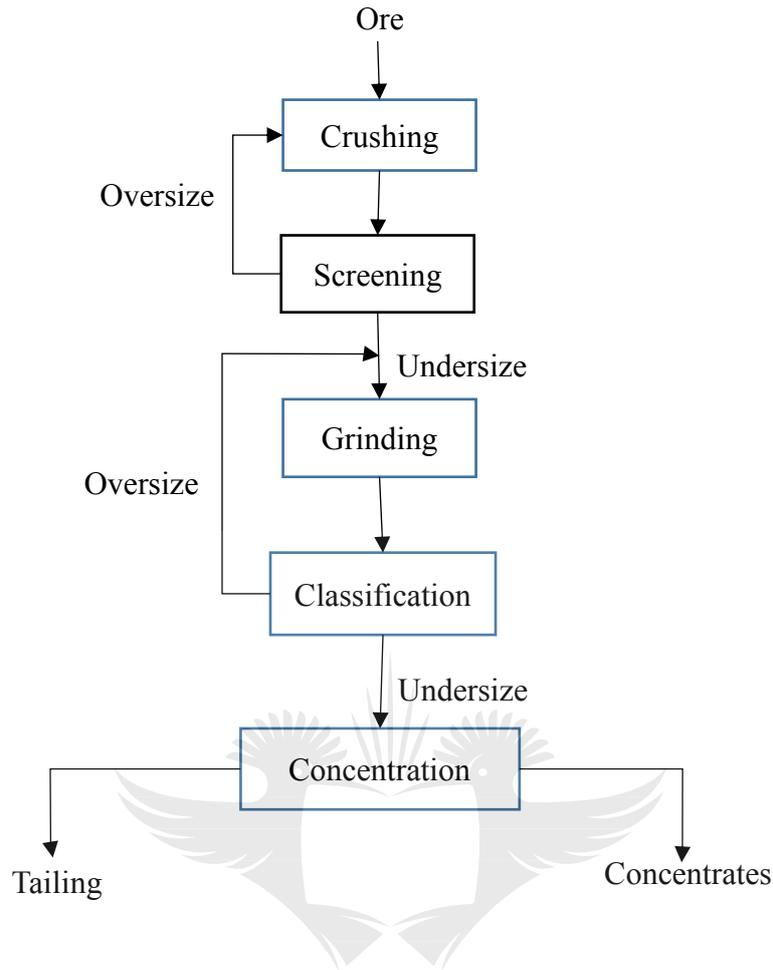 Ore
Crushing
Oversize
Screening
Undersize
Grinding
Oversize
Classification
Undersize
Concentration
Tailing
Concentrates